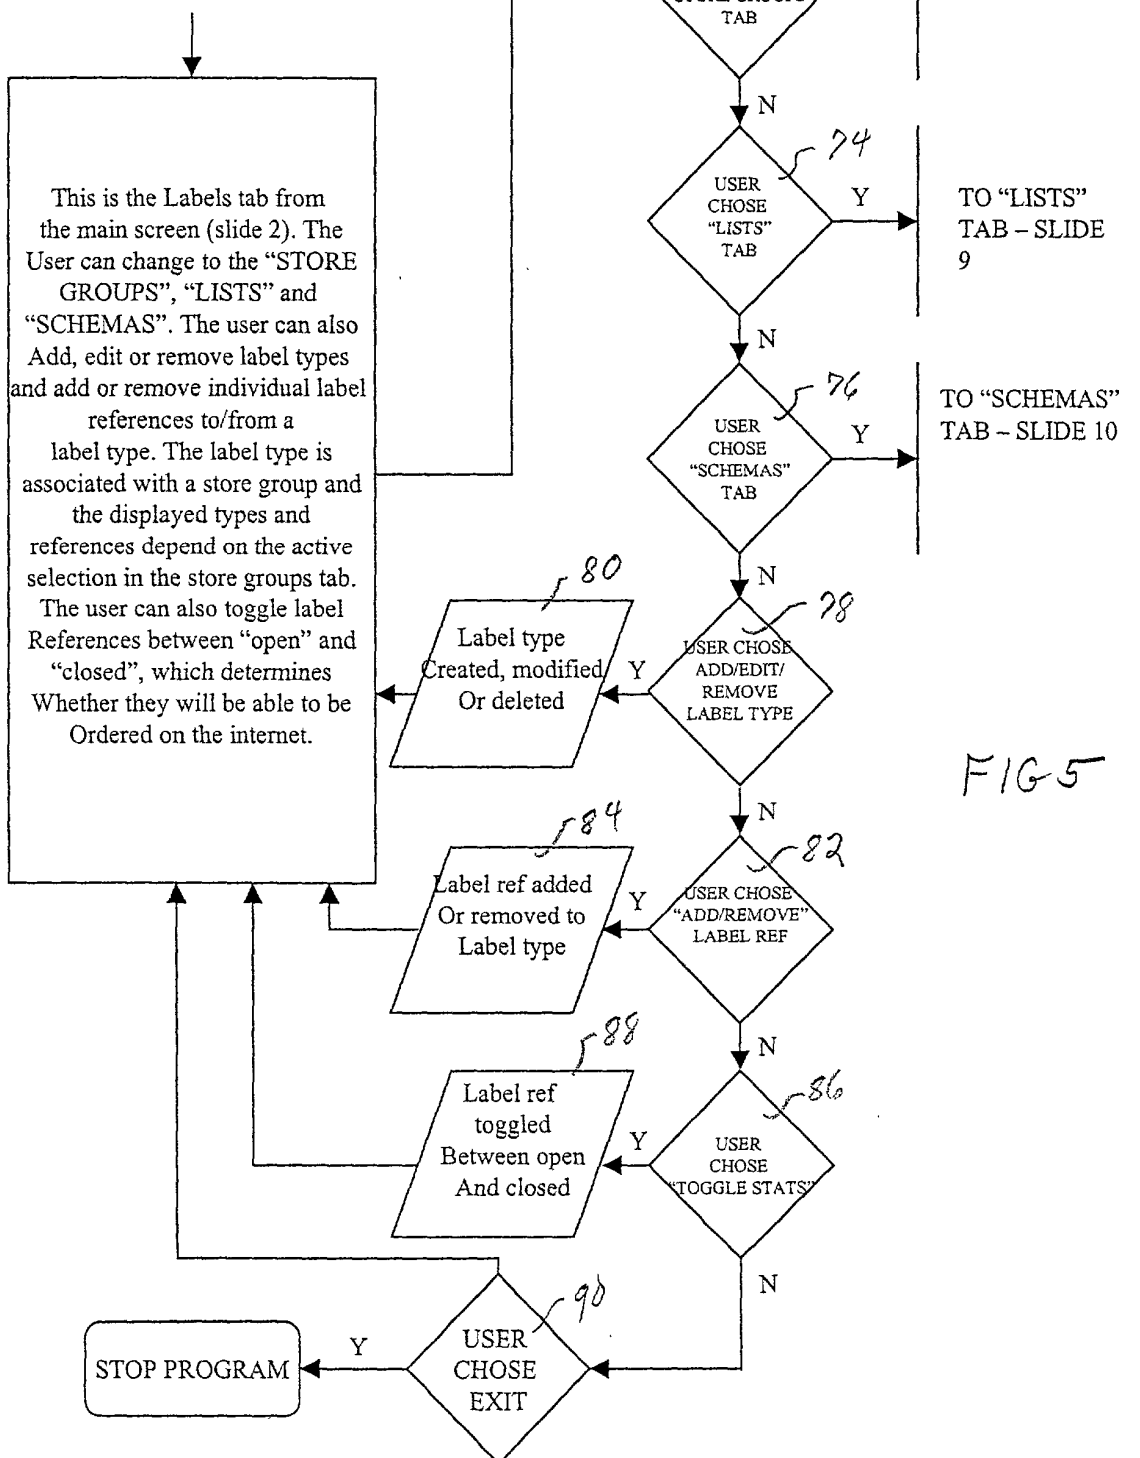 TAB
N
74
USER
CHOSE
“LISTS”
TAB
Y
TO “LISTS”
TAB – SLIDE
9
This is the Labels tab from
the main screen (slide 2). The
User can change to the “STORE
GROUPS”, “LISTS” and
“SCHEMAS”. The user can also
Add, edit or remove label types
and add or remove individual label
references to/from a
label type. The label type is
associated with a store group and
the displayed types and
references depend on the active
selection in the store groups tab.
The user can also toggle label
References between “open” and
“closed”, which determines
Whether they will be able to be
Ordered on the internet.
N
76
USER
CHOSE
“SCHEMAS”
TAB
Y
TO “SCHEMAS”
TAB – SLIDE 10
N
78
USER CHOSE
ADD/EDIT/
REMOVE
LABEL TYPE
Y
80
Label type
Created, modified
Or deleted
FIG 5
N
82
USER CHOSE
“ADD/REMOVE”
LABEL REF
Y
84
Label ref added
Or removed to
Label type
N
86
USER
CHOSE
“TOGGLE STATS”
Y
88
Label ref
toggled
Between open
And closed
N
90
USER
CHOSE
EXIT
Y
STOP PROGRAM